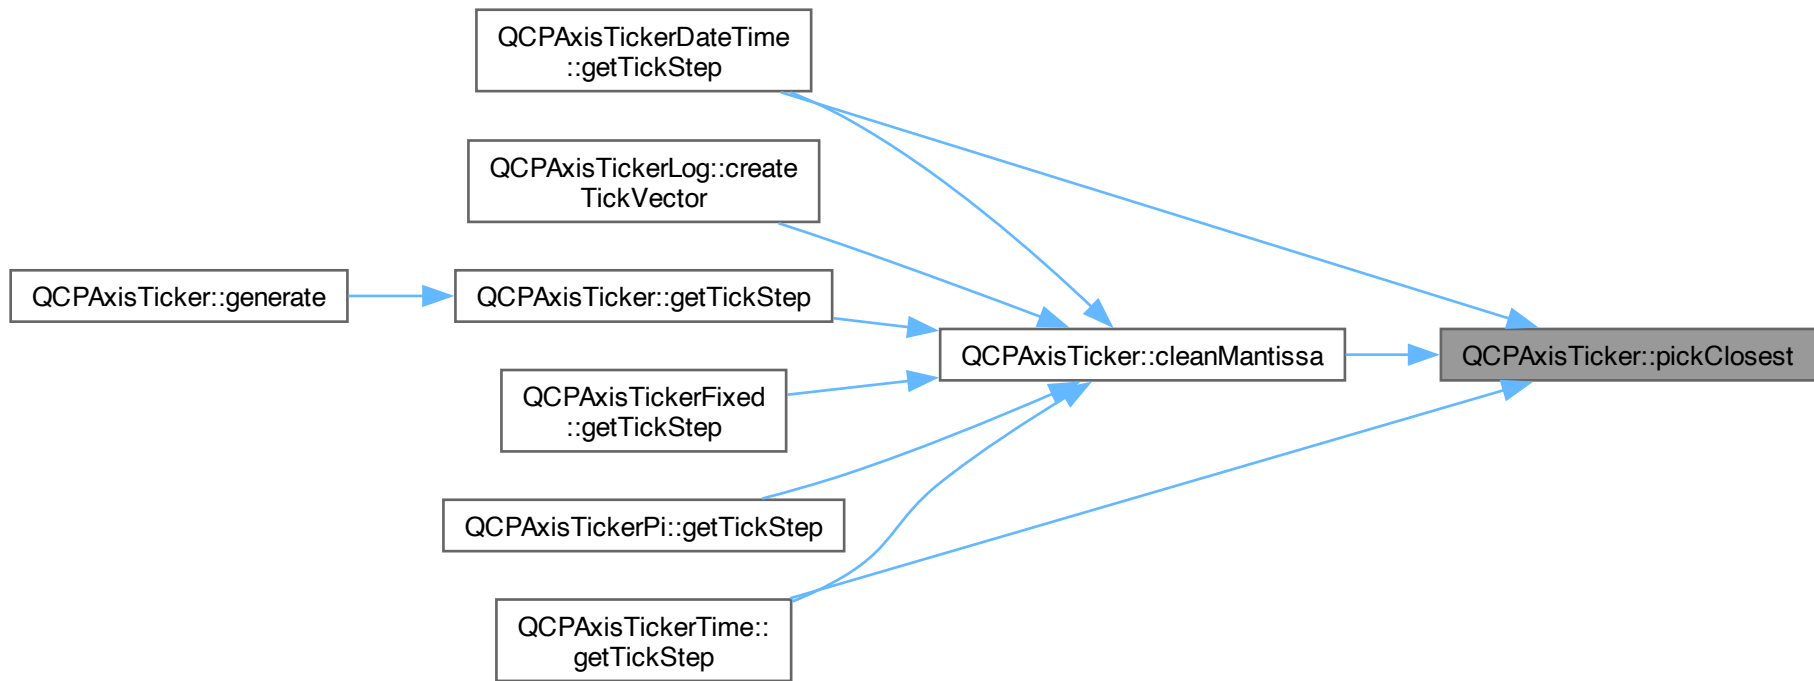 QCPAxisTickerDateTime
::getTickStep
QCPAxisTickerLog::create
TickVector
QCPAxisTicker::generate
QCPAxisTicker::getTickStep
QCPAxisTicker::cleanMantissa
QCPAxisTicker::pickClosest
QCPAxisTickerFixed
::getTickStep
QCPAxisTickerPi::getTickStep
QCPAxisTickerTime::
getTickStep